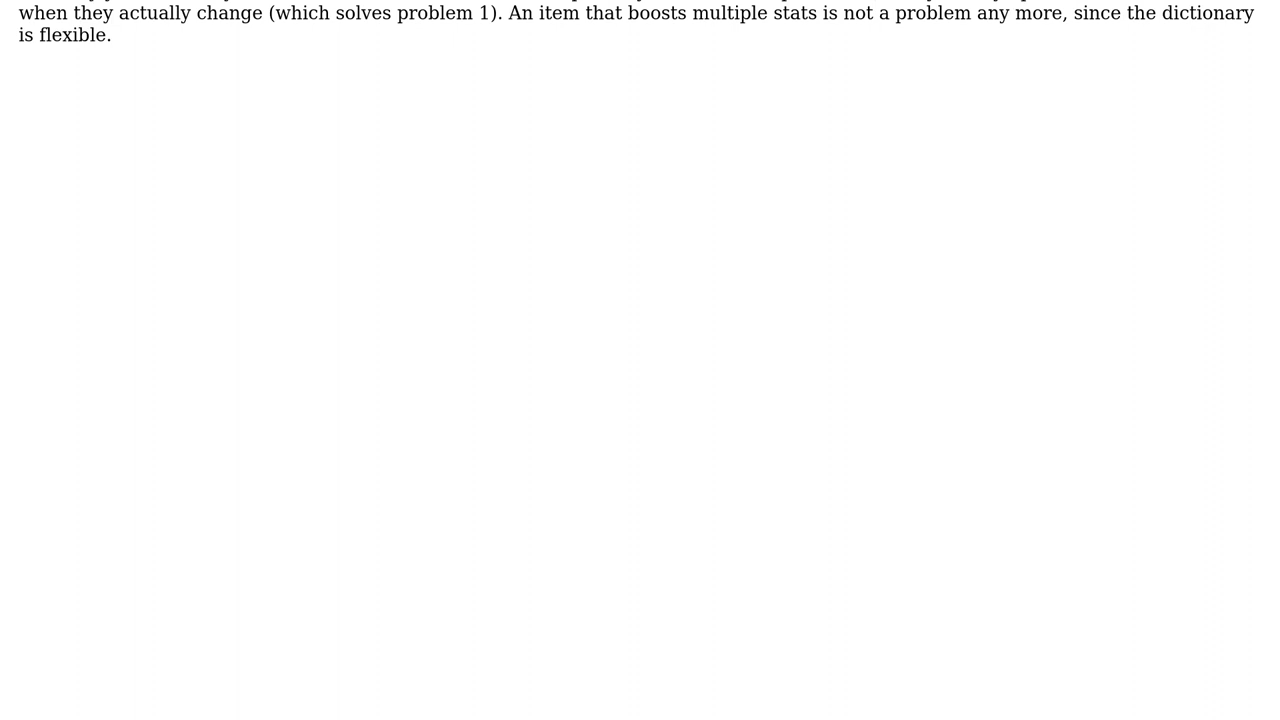 when they actually change (which solves problem 1). An item that boosts multiple stats is not a problem any more, since the dictionary
is flexible.